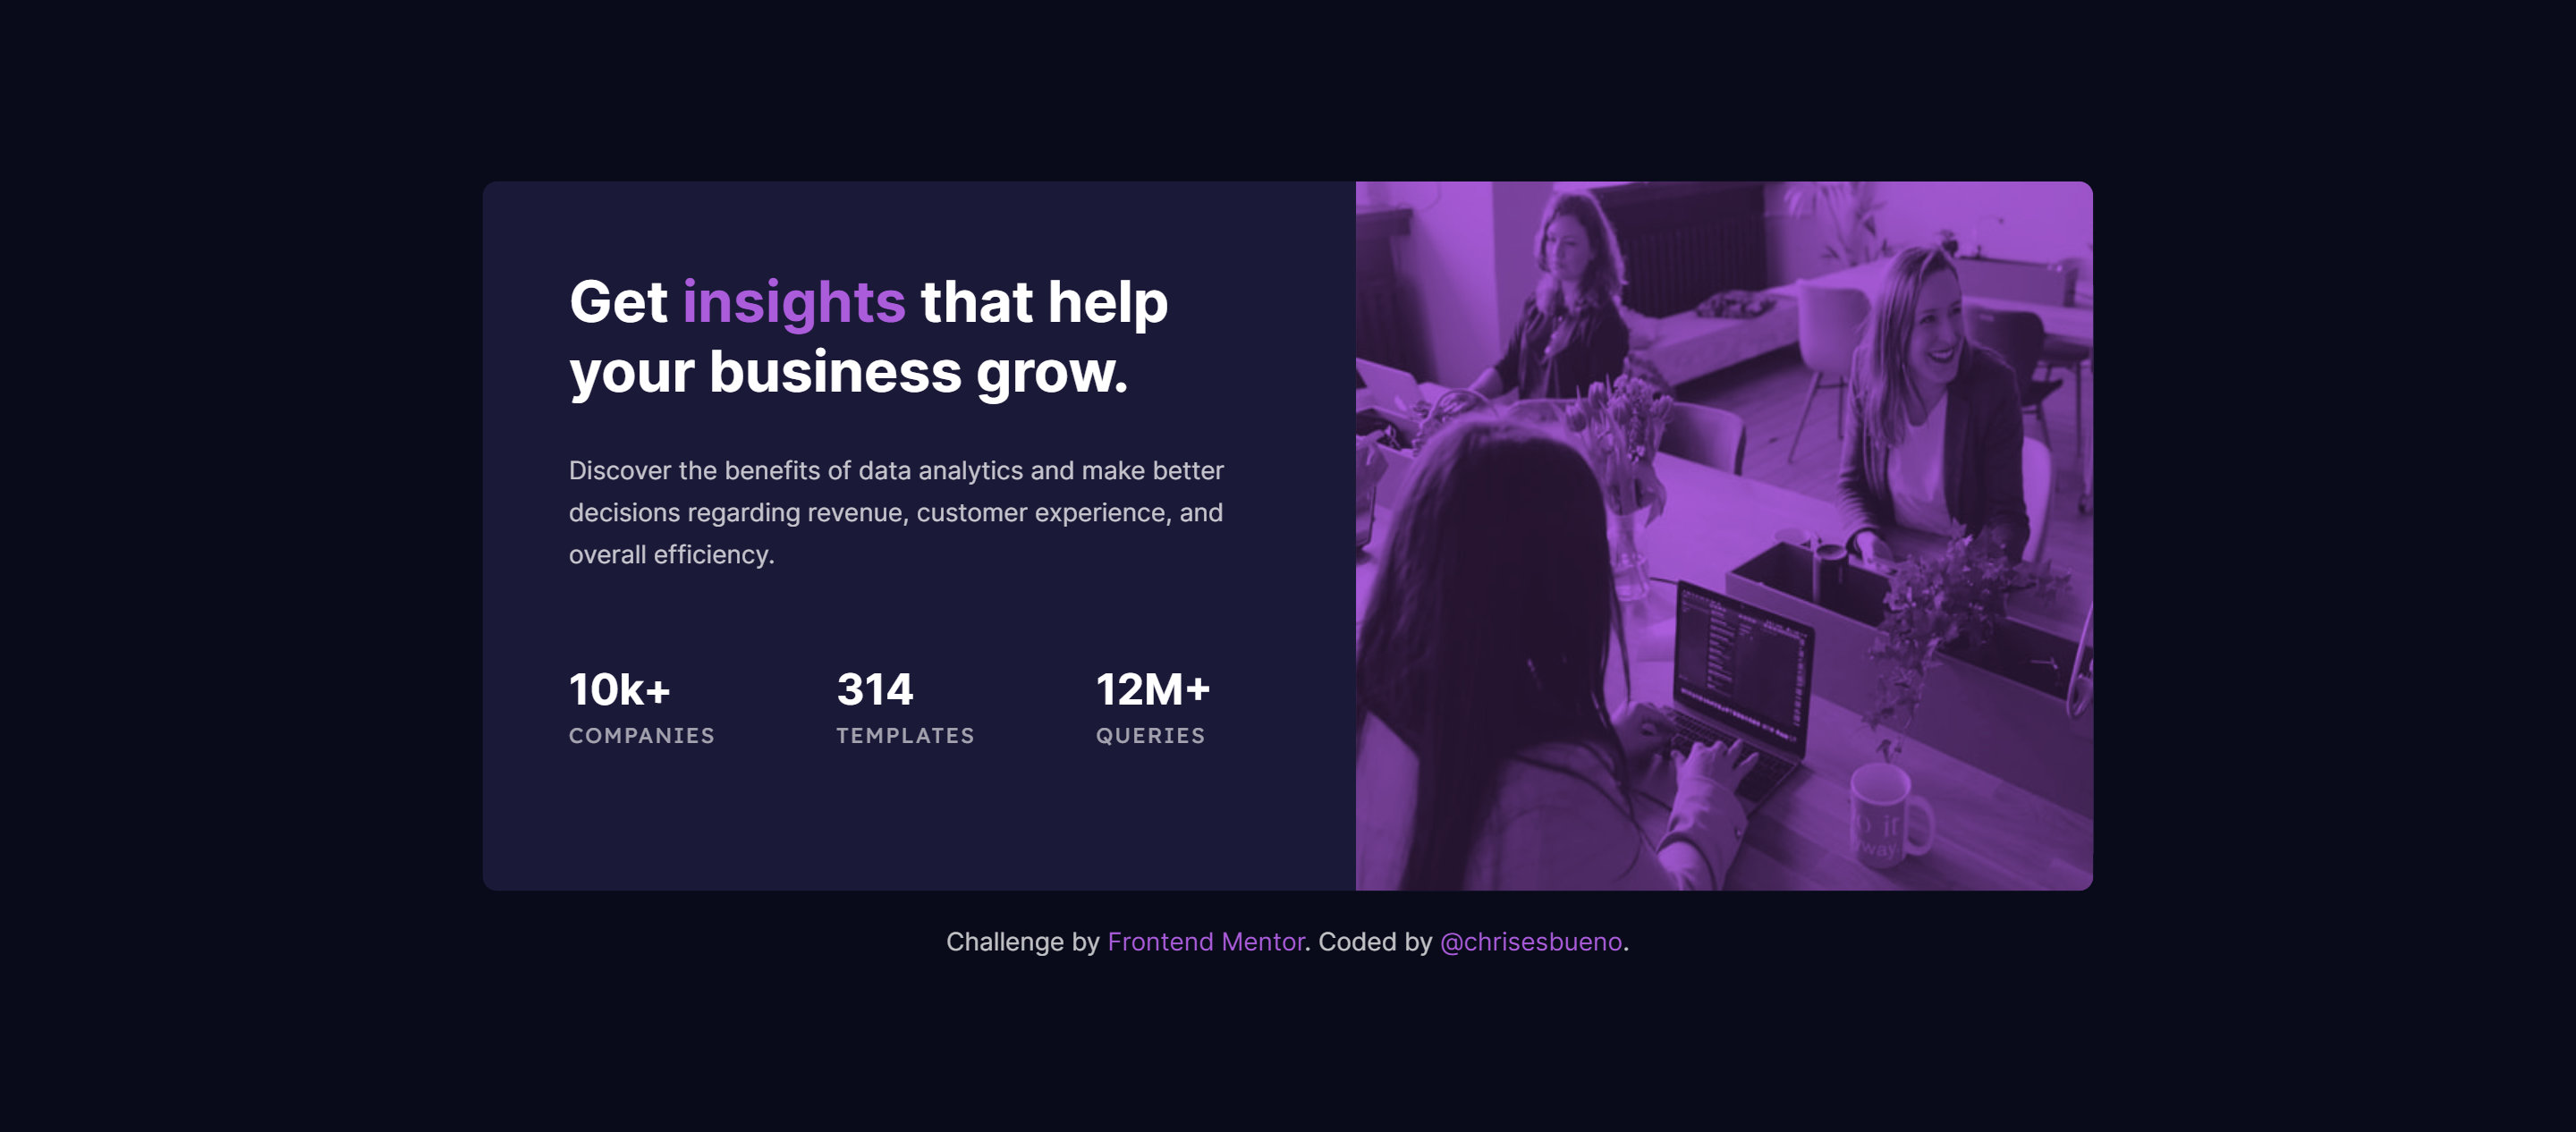 Get insights that help
your business grow.
Discover the benefits of data analytics and make better
decisions regarding revenue, customer experience, and
overall efficiency.
10k+
COMPANIES
314
TEMPLATES
12M+
QUERIES
Challenge by Frontend Mentor. Coded by @chrisesbueno.